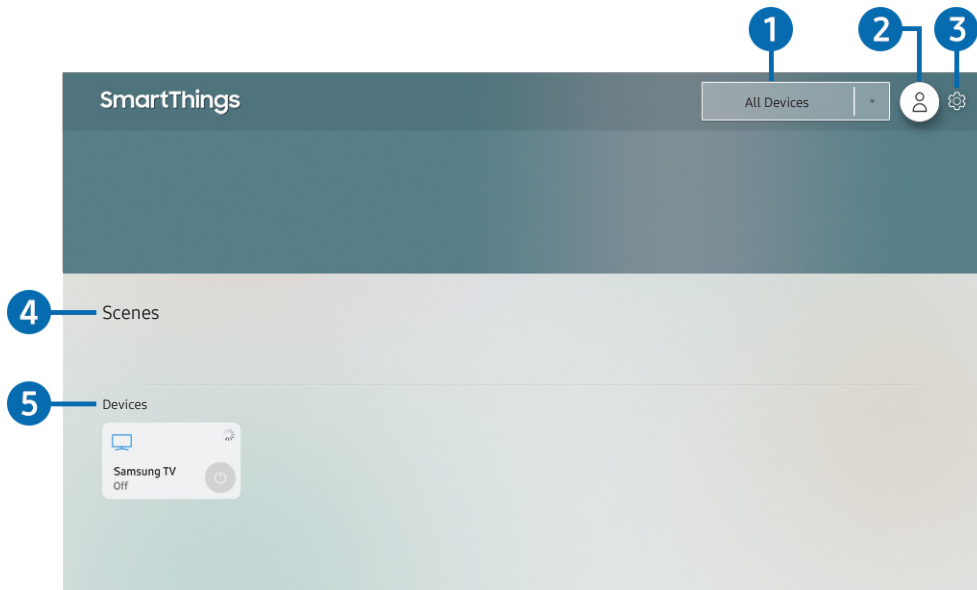 1
2
3
SmartThings
All Devices
4
Scenes
5
Devices
Samsung TV
Off